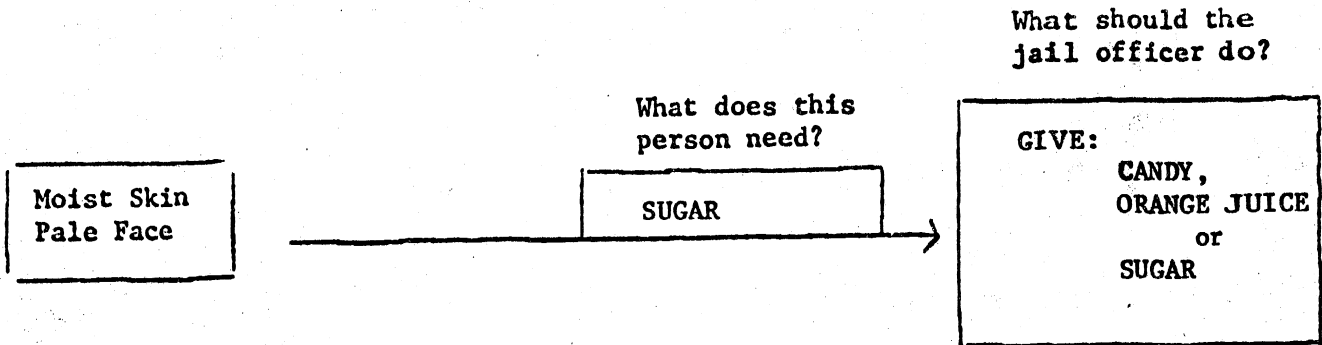 What should the
jail officer do?
What does this
person need?
GIVE:
CANDY,
ORANGE JUICE
or
SUGAR
Moist Skin
Pale Face
SUGAR